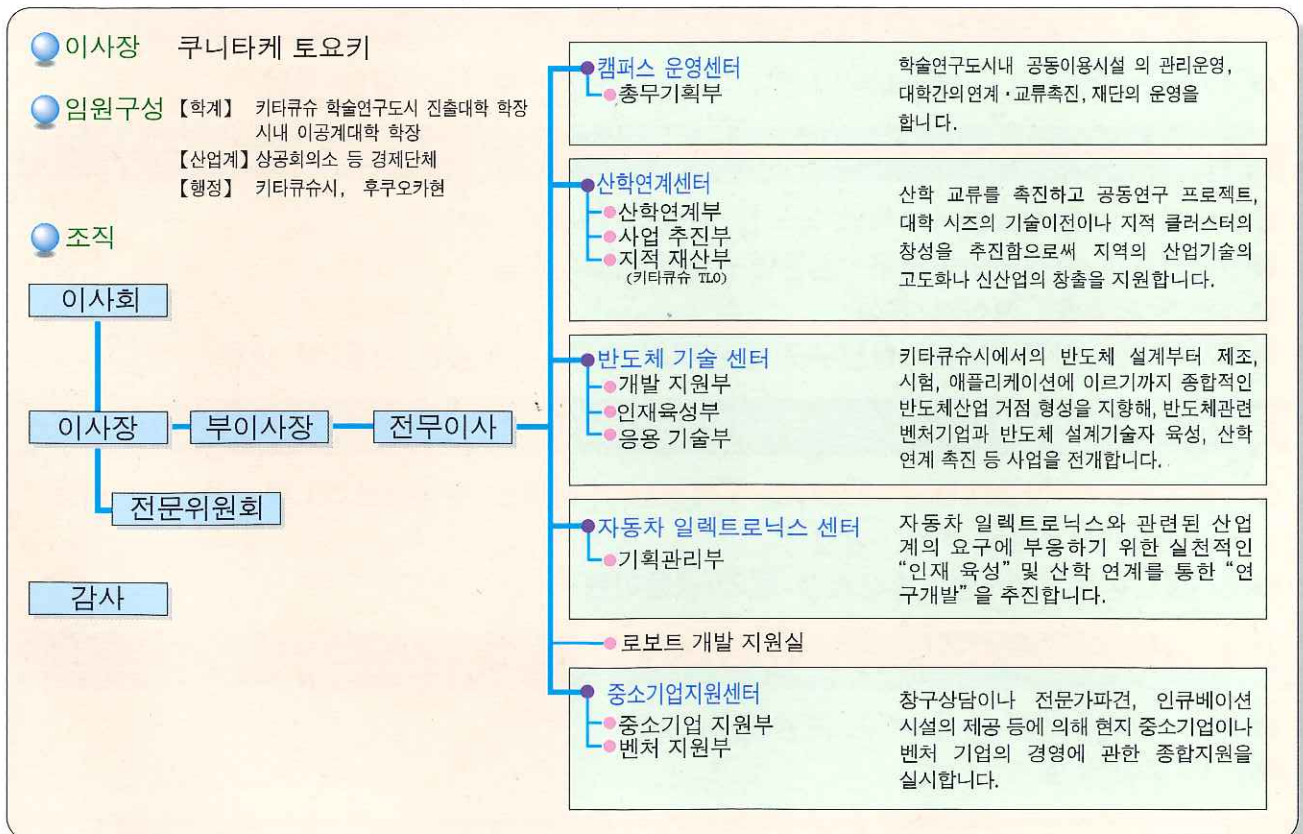 이사장 쿠니타케 토요키
임원구성 【학계】 키타큐슈 학술연구도시 진출대학 학장
시내 이공계대학 학장
【산업계】 상공회의소 등 경제단체
【행정】 키타큐슈시, 후쿠오카현
조직
이사회
이사장
부이사장
전무이사
전문위원회
감사
캠퍼스 운영센터
총무기획부
학술연구도시내 공동이용시설 의 관리운영,
대학간의연계·교류촉진, 재단의 운영을
합니다.
산학연계센터
산학연계부
사업 추진부
지적 재산부
(키타큐슈 TLO)
산학 교류를 촉진하고 공동연구 프로젝트,
대학 시즈의 기술이전이나 지적 클러스터의
창성을 추진함으로써 지역의 산업기술의
고도화나 신산업의 창출을 지원합니다.
반도체 기술 센터
개발 지원부
인재육성부
응용 기술부
키타큐슈시에서의 반도체 설계부터 제조,
시험, 애플리케이션에 이르기까지 종합적인
반도체산업 거점 형성을 지향해, 반도체관련
벤처기업과 반도체 설계기술자 육성, 산학
연계 촉진 등 사업을 전개합니다.
자동차 일렉트로닉스 센터
기획관리부
자동차 일렉트로닉스와 관련된 산업
계의 요구에 부응하기 위한 실천적인
“인재 육성” 및 산학 연계를 통한 “연
구개발” 을 추진합니다.
로보트 개발 지원실
중소기업지원센터
중소기업 지원부
벤처 지원부
창구상담이나 전문가파견, 인큐베이션
시설의 제공 등에 의해 현지 중소기업이나
벤처 기업의 경영에 관한 종합지원을
실시합니다.